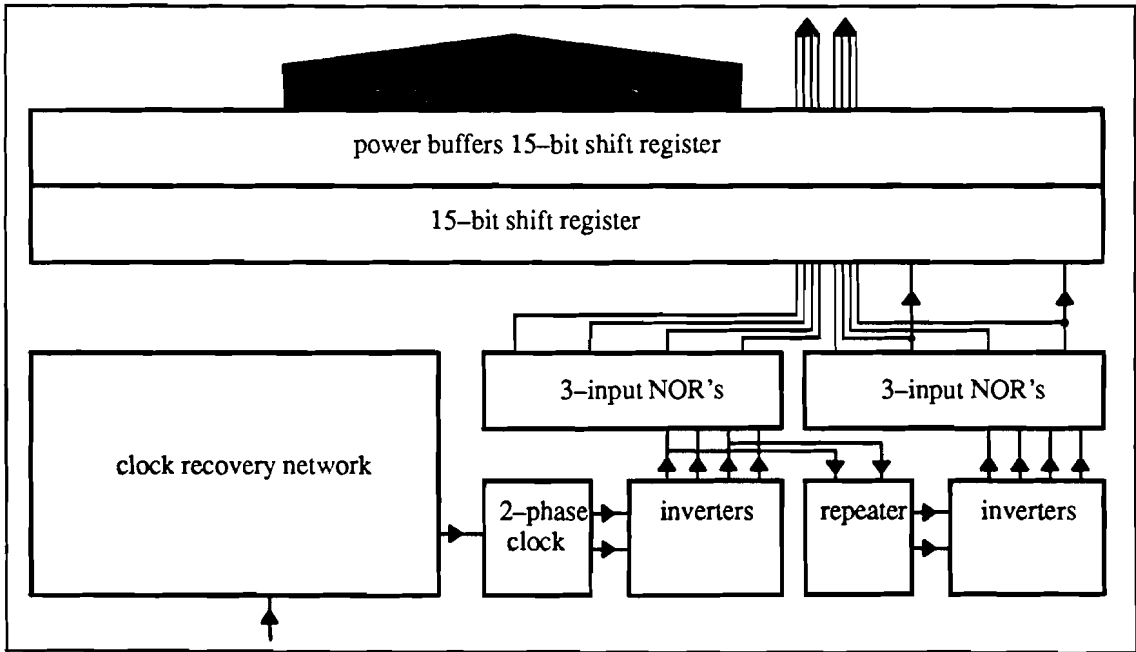 power buffers 15–bit shift register
15–bit shift register
3–input NOR's
3–input NOR's
clock recovery network
2–phase
clock
inverters
repeater
inverters